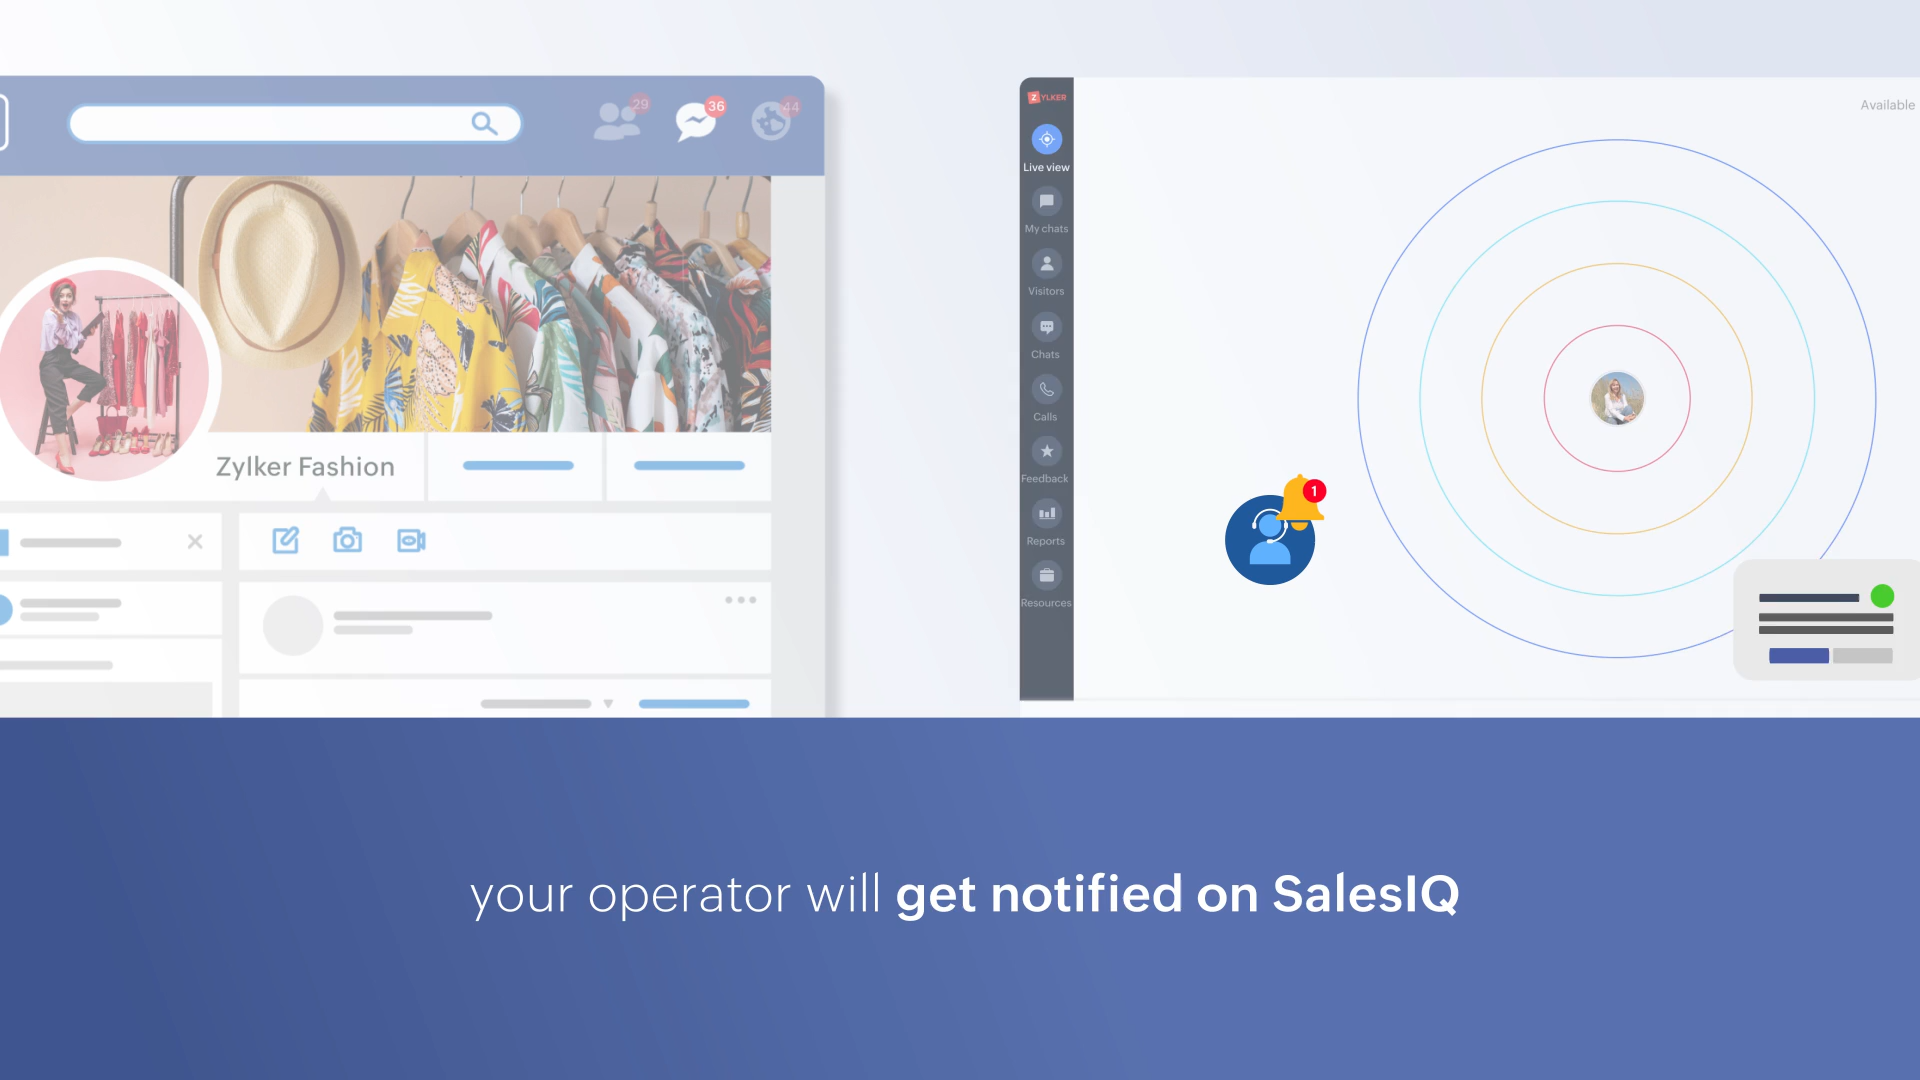 29
36
44
Zylker Fashion
ZYLKER
Available
Live view
My chats
Visitors
Chats
Calls
Feedback
Reports
Resources
1
your operator will get notified on SalesIQ